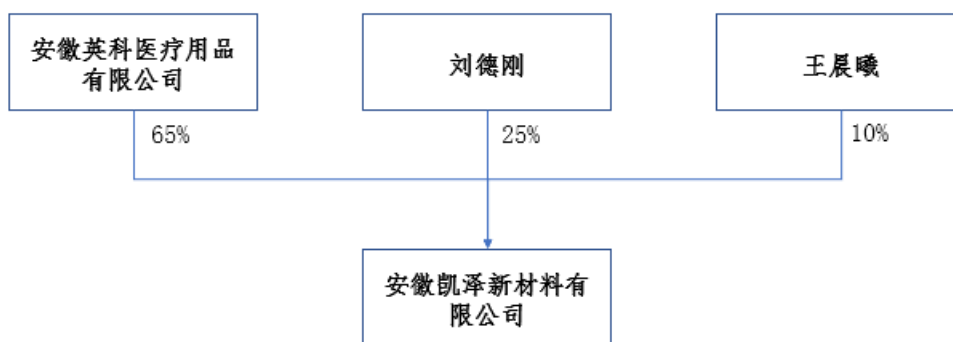 安徽英科医疗用品
有限公司
刘德刚
王晨曦
65%
25%
10%
安徽凯泽新材料有
限公司